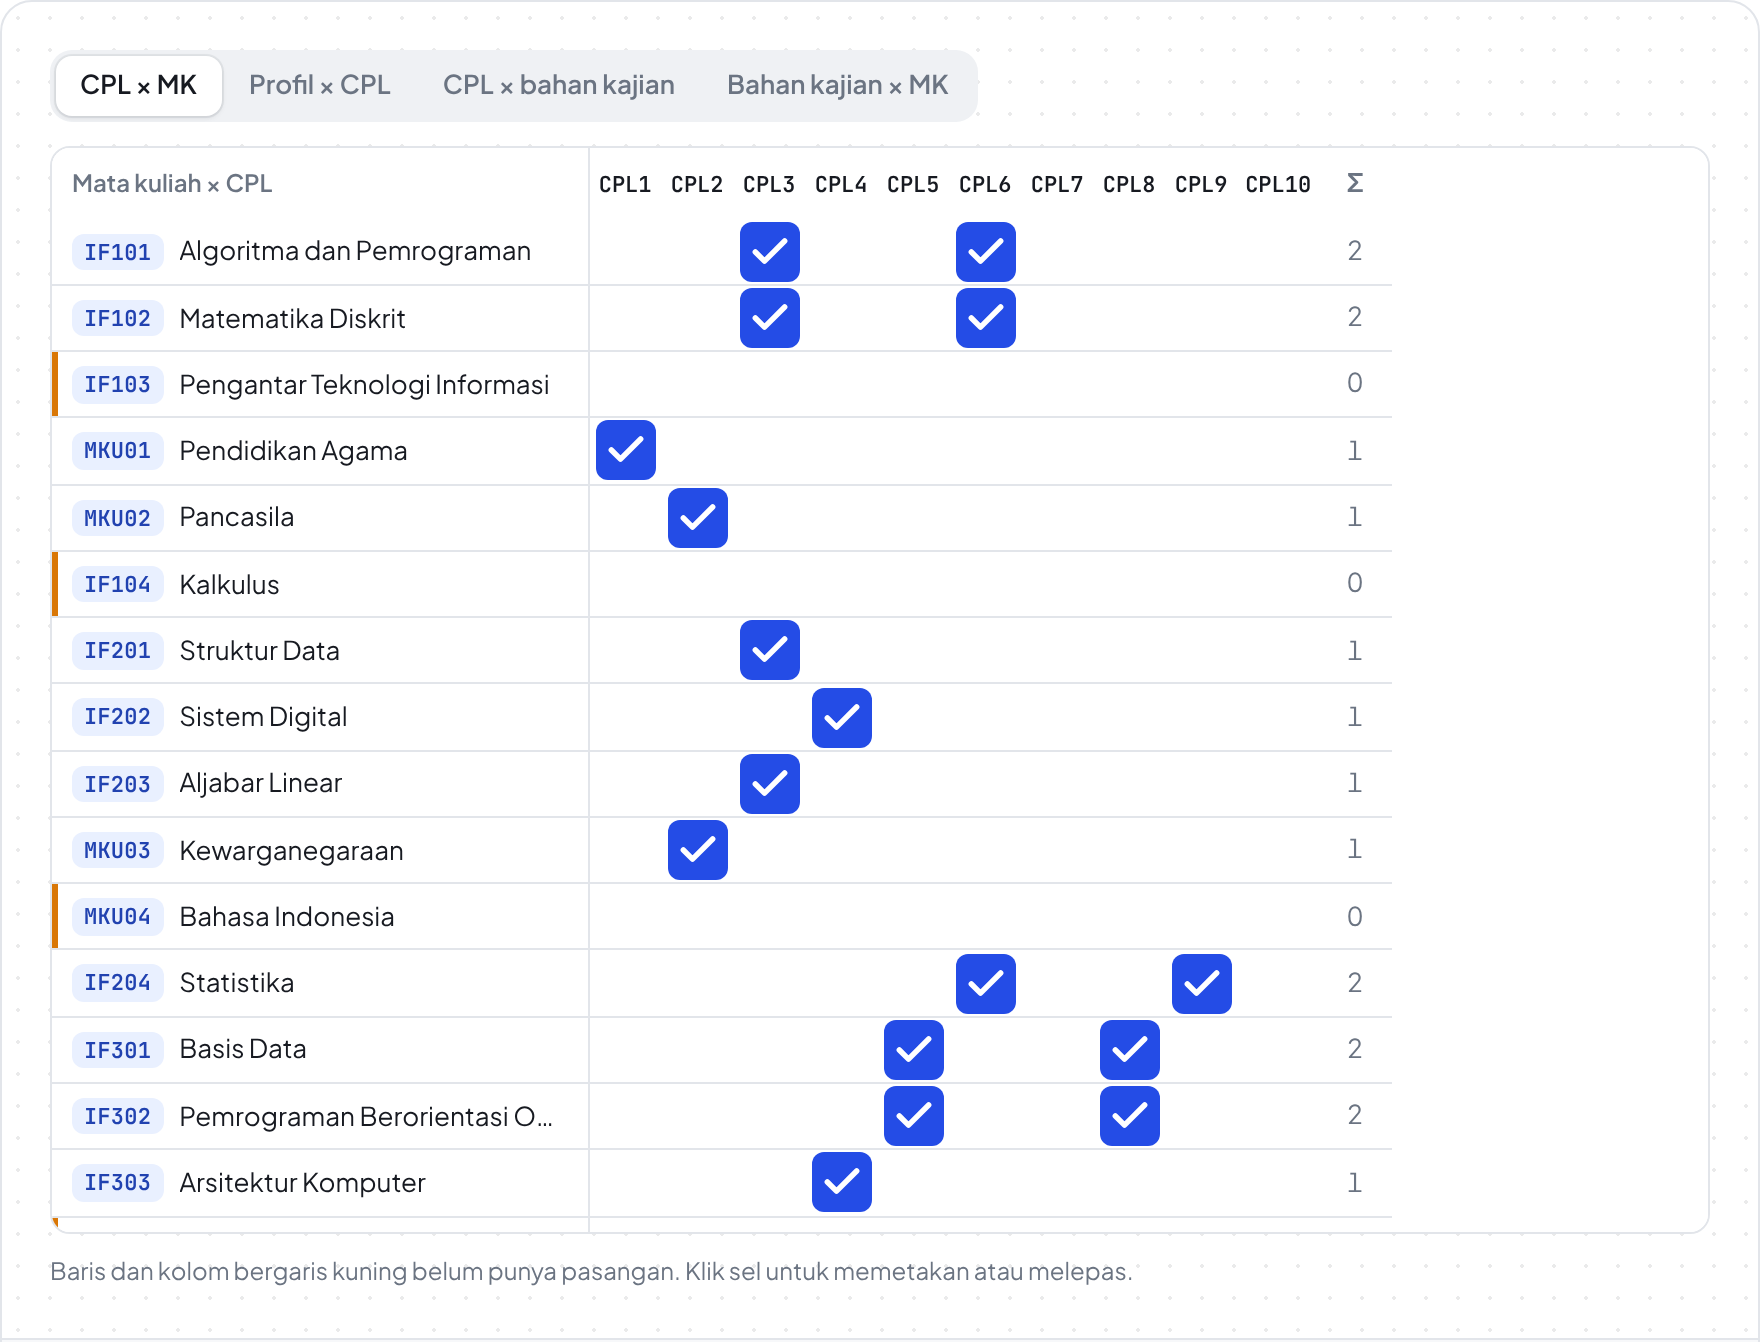 CPL × MK Profil × CPL CPL × bahan kajian Bahan kajian × MK
Mata kuliah × CPL CPL1 CPL2 CPL3 CPL4 CPL5 CPL6 CPL7 CPL8 CPL9 CPL10 Σ
IF101 Algoritma dan Pemrograman 2
IF102 Matematika Diskrit 2
IF103 Pengantar Teknologi Informasi 0
MKU01 Pendidikan Agama 1
MKU02 Pancasila 1
IF104 Kalkulus 0
IF201 Struktur Data 1
IF202 Sistem Digital 1
IF203 Aljabar Linear 1
MKU03 Kewarganegaraan 1
MKU04 Bahasa Indonesia 0
IF204 Statistika 2
IF301 Basis Data 2
IF302 Pemrograman Berorientasi O... 2
IF303 Arsitektur Komputer 1
Baris dan kolom bergaris kuning belum punya pasangan. Klik sel untuk memetakan atau melepas.